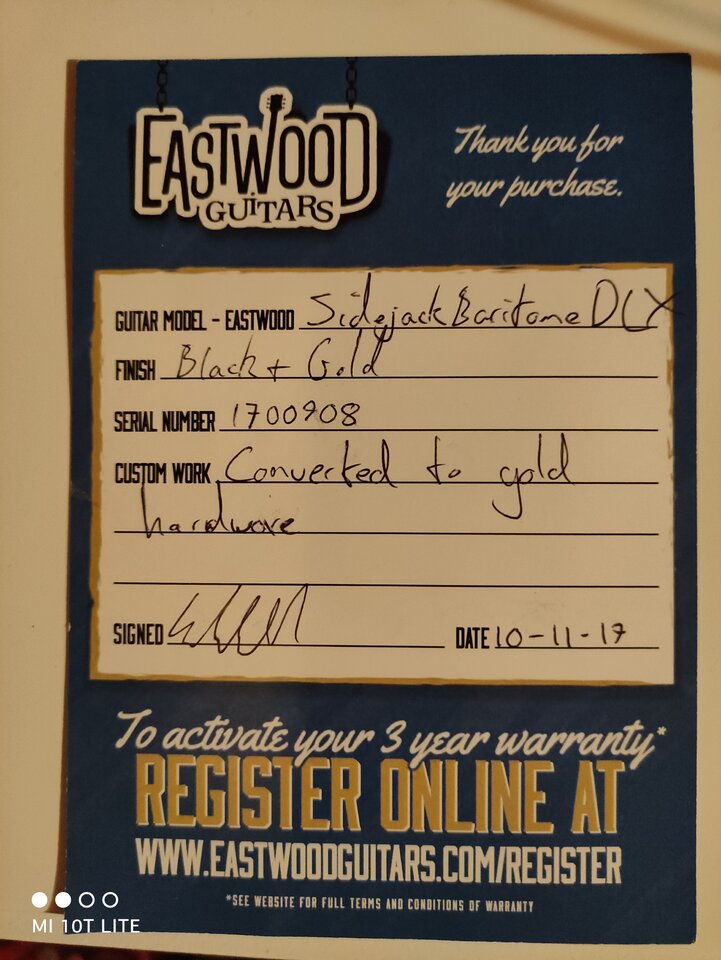 EASTWOOD
GUITARS
Thank you for
your purchase.
GUITAR MODEL - EASTWOOD Sidejack Baritone DLX
FINISH Black + Gold
SERIAL NUMBER 1700908
CUSTOM WORK Converted to gold
hardware
SIGNED
DATE 10-11-17
To activate your 3 year warranty*
REGISTER ONLINE AT
WWW.EASTWOODGUITARS.COM/REGISTER
*SEE WEBSITE FOR FULL TERMS AND CONDITIONS OF WARRANTY
MI 10T LITE